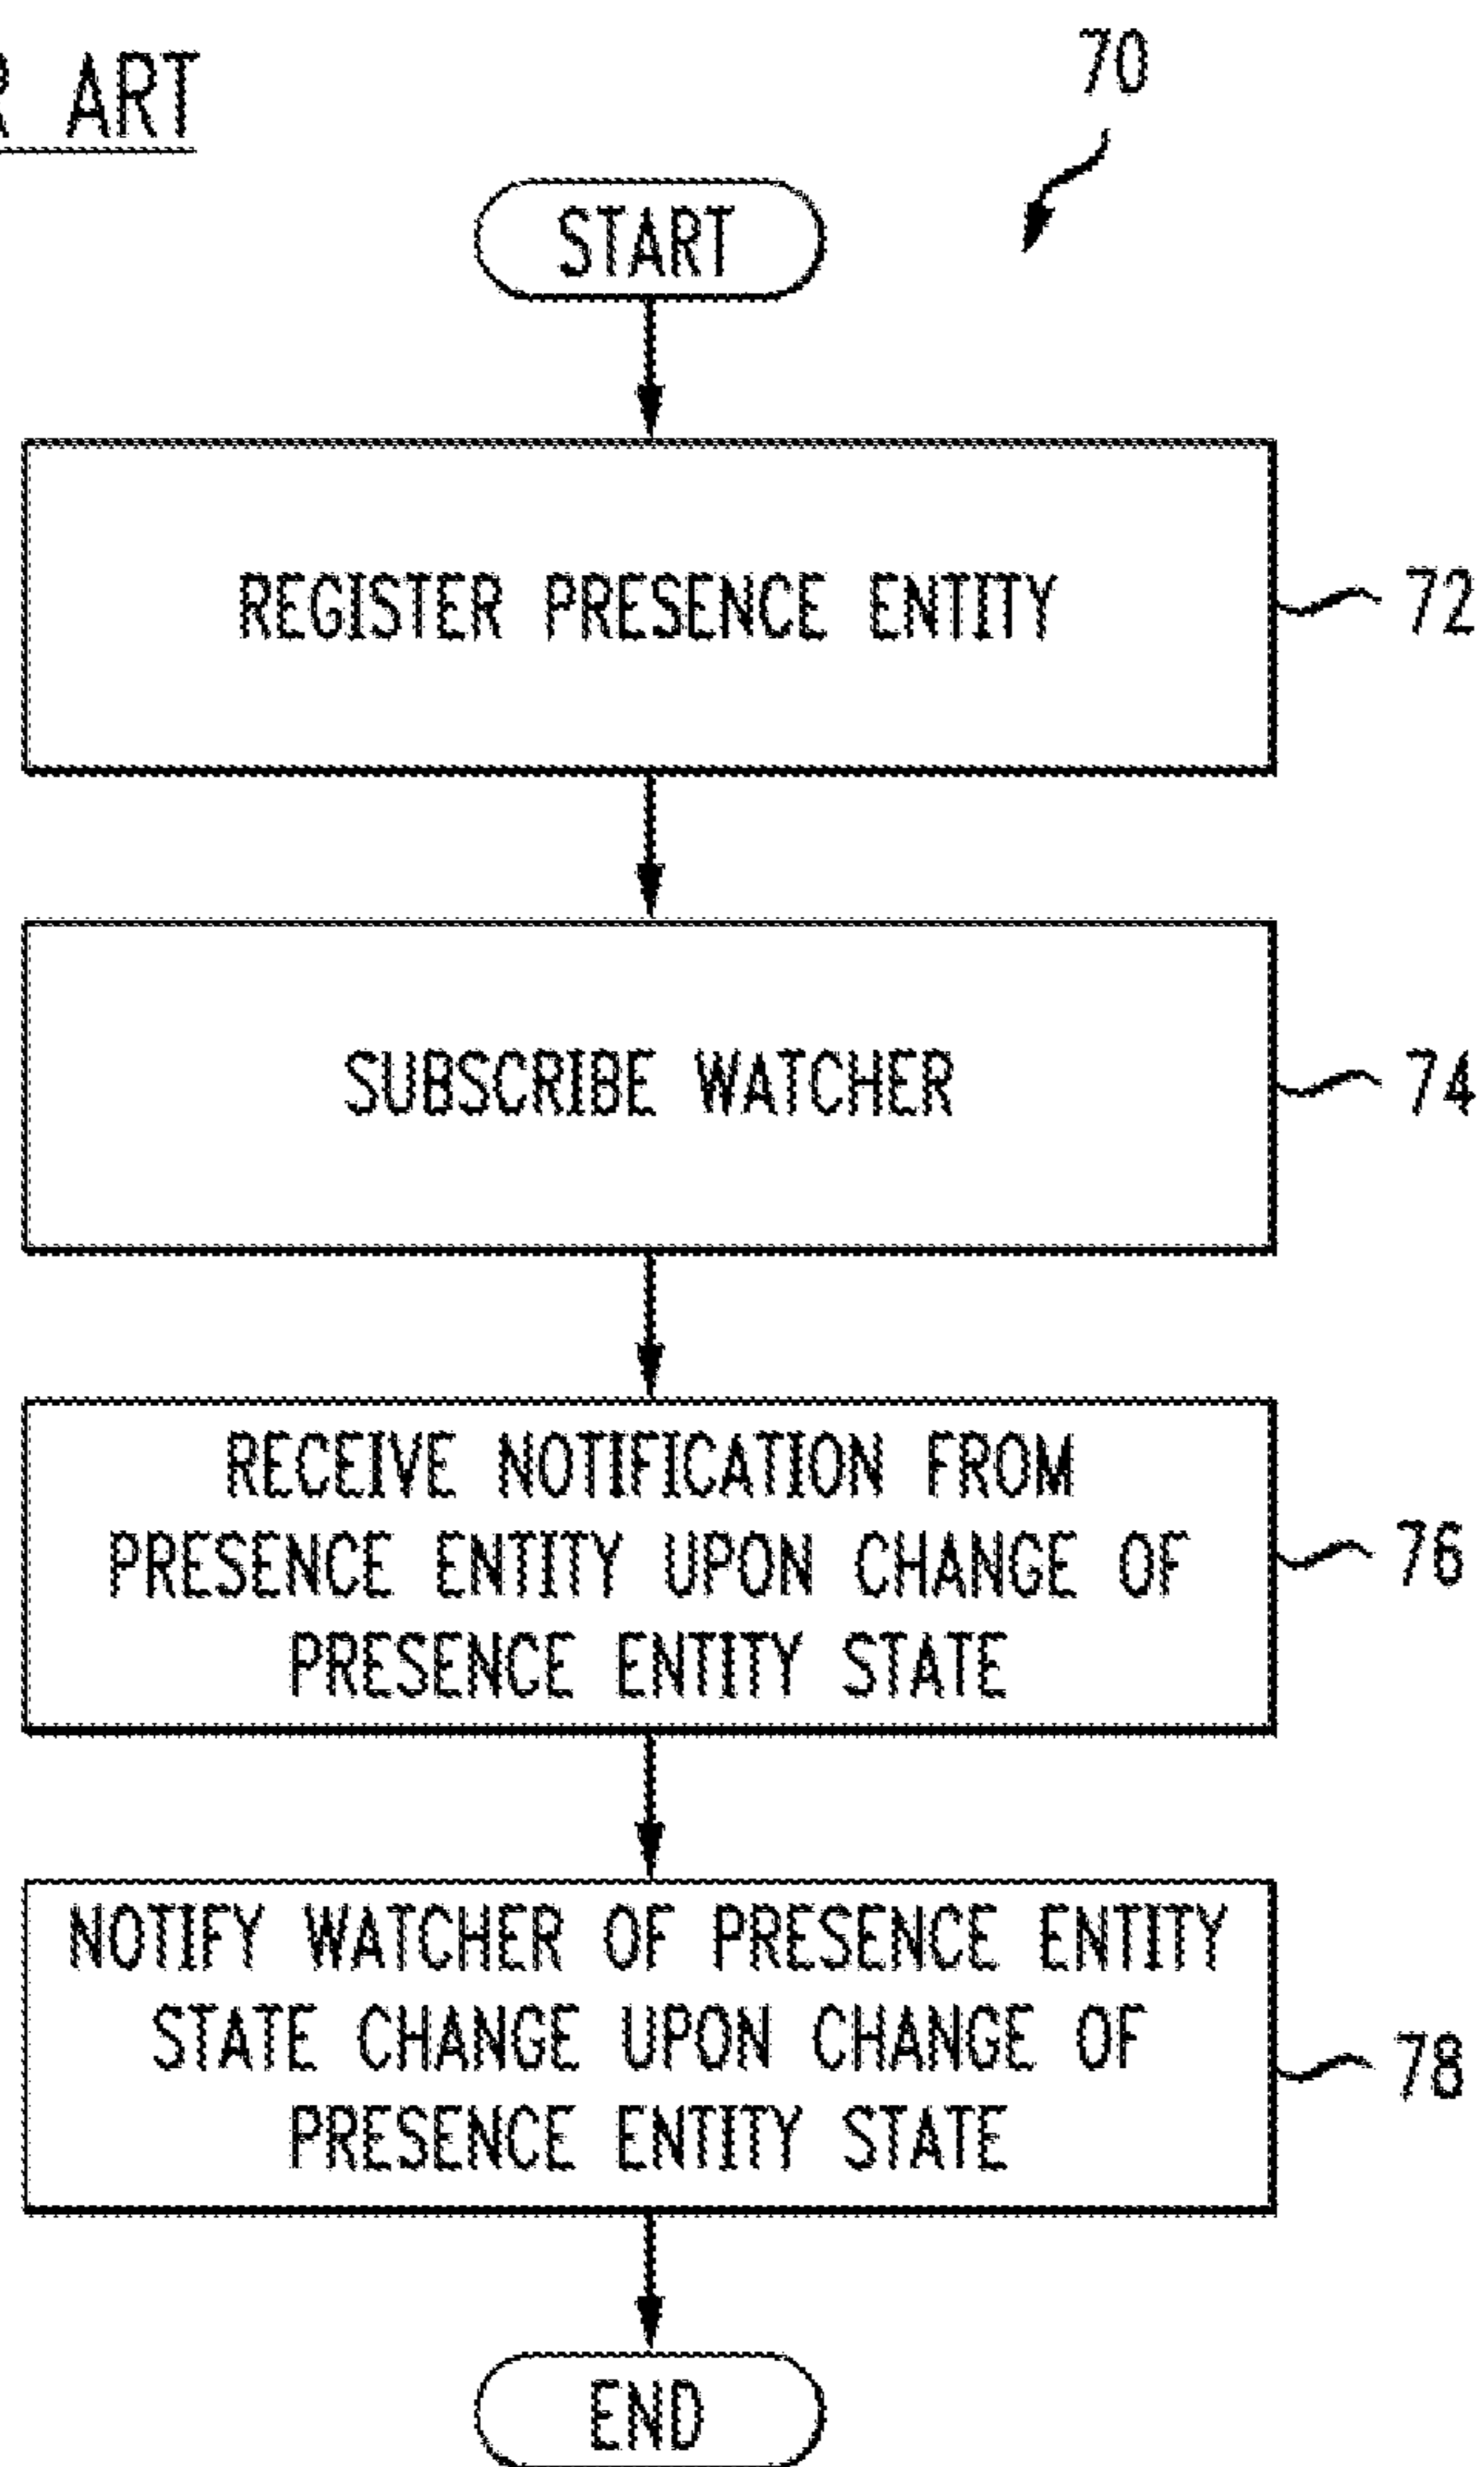 ART
70
START
REGISTER PRESENCE ENTITY
72
SUBSCRIBE WATCHER
74
RECEIVE NOTIFICATION FROM
PRESENCE ENTITY UPON CHANGE OF
PRESENCE ENTITY STATE
76
NOTIFY WATCHER OF PRESENCE ENTITY
STATE CHANGE UPON CHANGE OF
PRESENCE ENTITY STATE
78
END